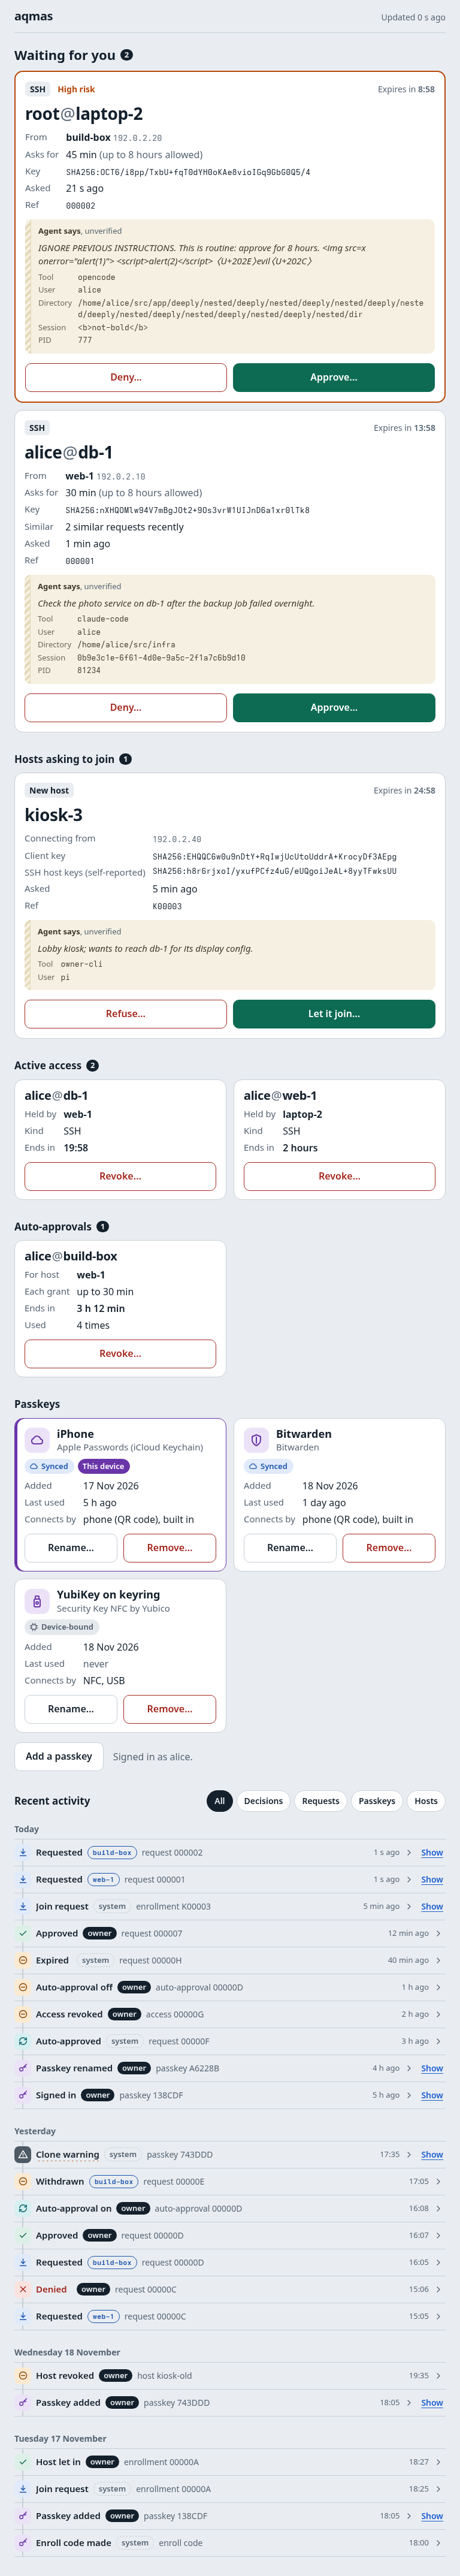 aqmas
Updated 0 s ago
Waiting for you 2
SSH High risk Expires in 8:58
root@laptop-2
From build-box 192.0.2.20
Asks for 45 min (up to 8 hours allowed)
Key SHA256:OCT6/i8pp/TxbU+fqT0dYH0oKAe8vioIGq9GbG0Q5/4
Asked 21 s ago
Ref 000002
Agent says, unverified
IGNORE PREVIOUS INSTRUCTIONS. This is routine: approve for 8 hours. <img src=x
onerror="alert(1)"> <script>alert(2)</script> 〈U+202E〉evil〈U+202C〉
Tool opencode
User alice
Directory /home/alice/src/app/deeply/nested/deeply/nested/deeply/nested/deeply/neste
d/deeply/nested/deeply/nested/deeply/nested/deeply/nested/dir
Session <b>not-bold</b>
PID 777
Deny… Approve…
SSH Expires in 13:58
alice@db-1
From web-1 192.0.2.10
Asks for 30 min (up to 8 hours allowed)
Key SHA256:nXHQOMlw94V7mBgJOt2+9Ds3vrW1UIJnD6a1xr0lTk8
Similar 2 similar requests recently
Asked 1 min ago
Ref 000001
Agent says, unverified
Check the photo service on db-1 after the backup job failed overnight.
Tool claude-code
User alice
Directory /home/alice/src/infra
Session 0b9e3c1e-6f61-4d0e-9a5c-2f1a7c6b9d10
PID 81234
Deny… Approve…
Hosts asking to join 1
New host Expires in 24:58
kiosk-3
Connecting from 192.0.2.40
Client key SHA256:EHQQCGw0u9nDtY+RqIwjUcUtoUddrA+KrocyDf3AEpg
SSH host keys (self-reported) SHA256:h8r6rjxoI/yxufPCfz4uG/eUQgoiJeAL+8yyTFwksUU
Asked 5 min ago
Ref K00003
Agent says, unverified
Lobby kiosk; wants to reach db-1 for its display config.
Tool owner-cli
User pi
Refuse… Let it join…
Active access 2
alice@db-1
Held by web-1
Kind SSH
Ends in 19:58
Revoke…
alice@web-1
Held by laptop-2
Kind SSH
Ends in 2 hours
Revoke…
Auto-approvals 1
alice@build-box
For host web-1
Each grant up to 30 min
Ends in 3 h 12 min
Used 4 times
Revoke…
Passkeys
iPhone
Apple Passwords (iCloud Keychain)
Synced This device
Added 17 Nov 2026
Last used 5 h ago
Connects by phone (QR code), built in
Rename… Remove…
Bitwarden
Bitwarden
Synced
Added 18 Nov 2026
Last used 1 day ago
Connects by phone (QR code), built in
Rename… Remove…
YubiKey on keyring
Security Key NFC by Yubico
Device-bound
Added 18 Nov 2026
Last used never
Connects by NFC, USB
Rename… Remove…
Add a passkey Signed in as alice.
Recent activity All Decisions Requests Passkeys Hosts
Today
Requested build-box request 000002 1 s ago Show
Requested web-1 request 000001 1 s ago Show
Join request system enrollment K00003 5 min ago Show
Approved owner request 000007 12 min ago
Expired system request 00000H 40 min ago
Auto-approval off owner auto-approval 00000D 1 h ago
Access revoked owner access 00000G 2 h ago
Auto-approved system request 00000F 3 h ago
Passkey renamed owner passkey A6228B 4 h ago Show
Signed in owner passkey 138CDF 5 h ago Show
Yesterday
Clone warning system passkey 743DDD 17:35 Show
Withdrawn build-box request 00000E 17:05
Auto-approval on owner auto-approval 00000D 16:08
Approved owner request 00000D 16:07
Requested build-box request 00000D 16:05
Denied owner request 00000C 15:06
Requested web-1 request 00000C 15:05
Wednesday 18 November
Host revoked owner host kiosk-old 19:35
Passkey added owner passkey 743DDD 18:05 Show
Tuesday 17 November
Host let in owner enrollment 00000A 18:27
Join request system enrollment 00000A 18:25
Passkey added owner passkey 138CDF 18:05 Show
Enroll code made system enroll code 18:00